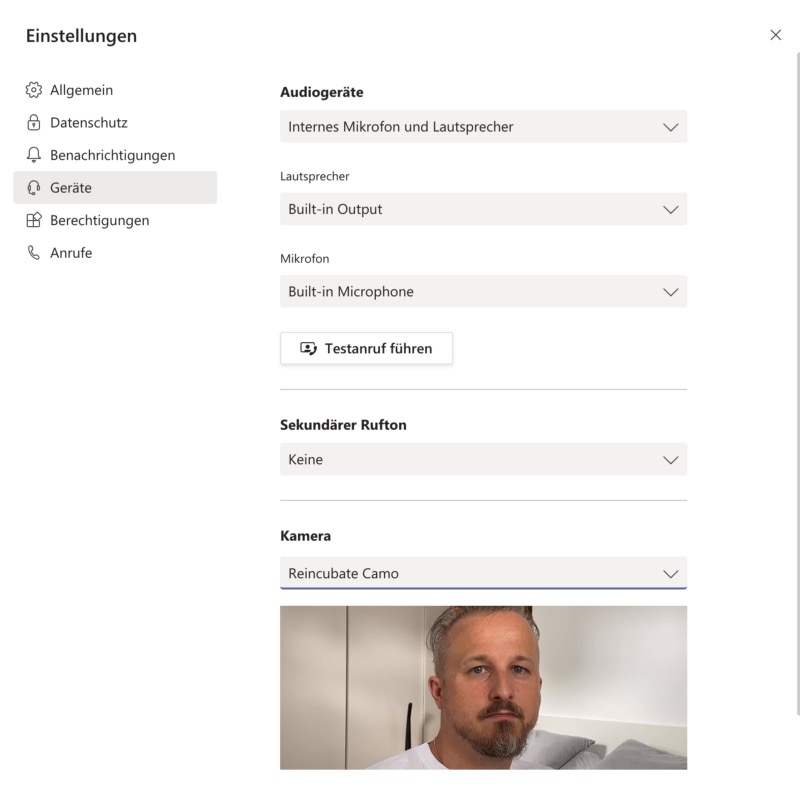 Einstellungen
Allgemein
Datenschutz
Benachrichtigungen
Geräte
Berechtigungen
Anrufe
Audiogeräte
Internes Mikrofon und Lautsprecher
Lautsprecher
Built-in Output
Mikrofon
Built-in Microphone
Testanruf führen
Sekundärer Rufton
Keine
Kamera
Reincubate Camo